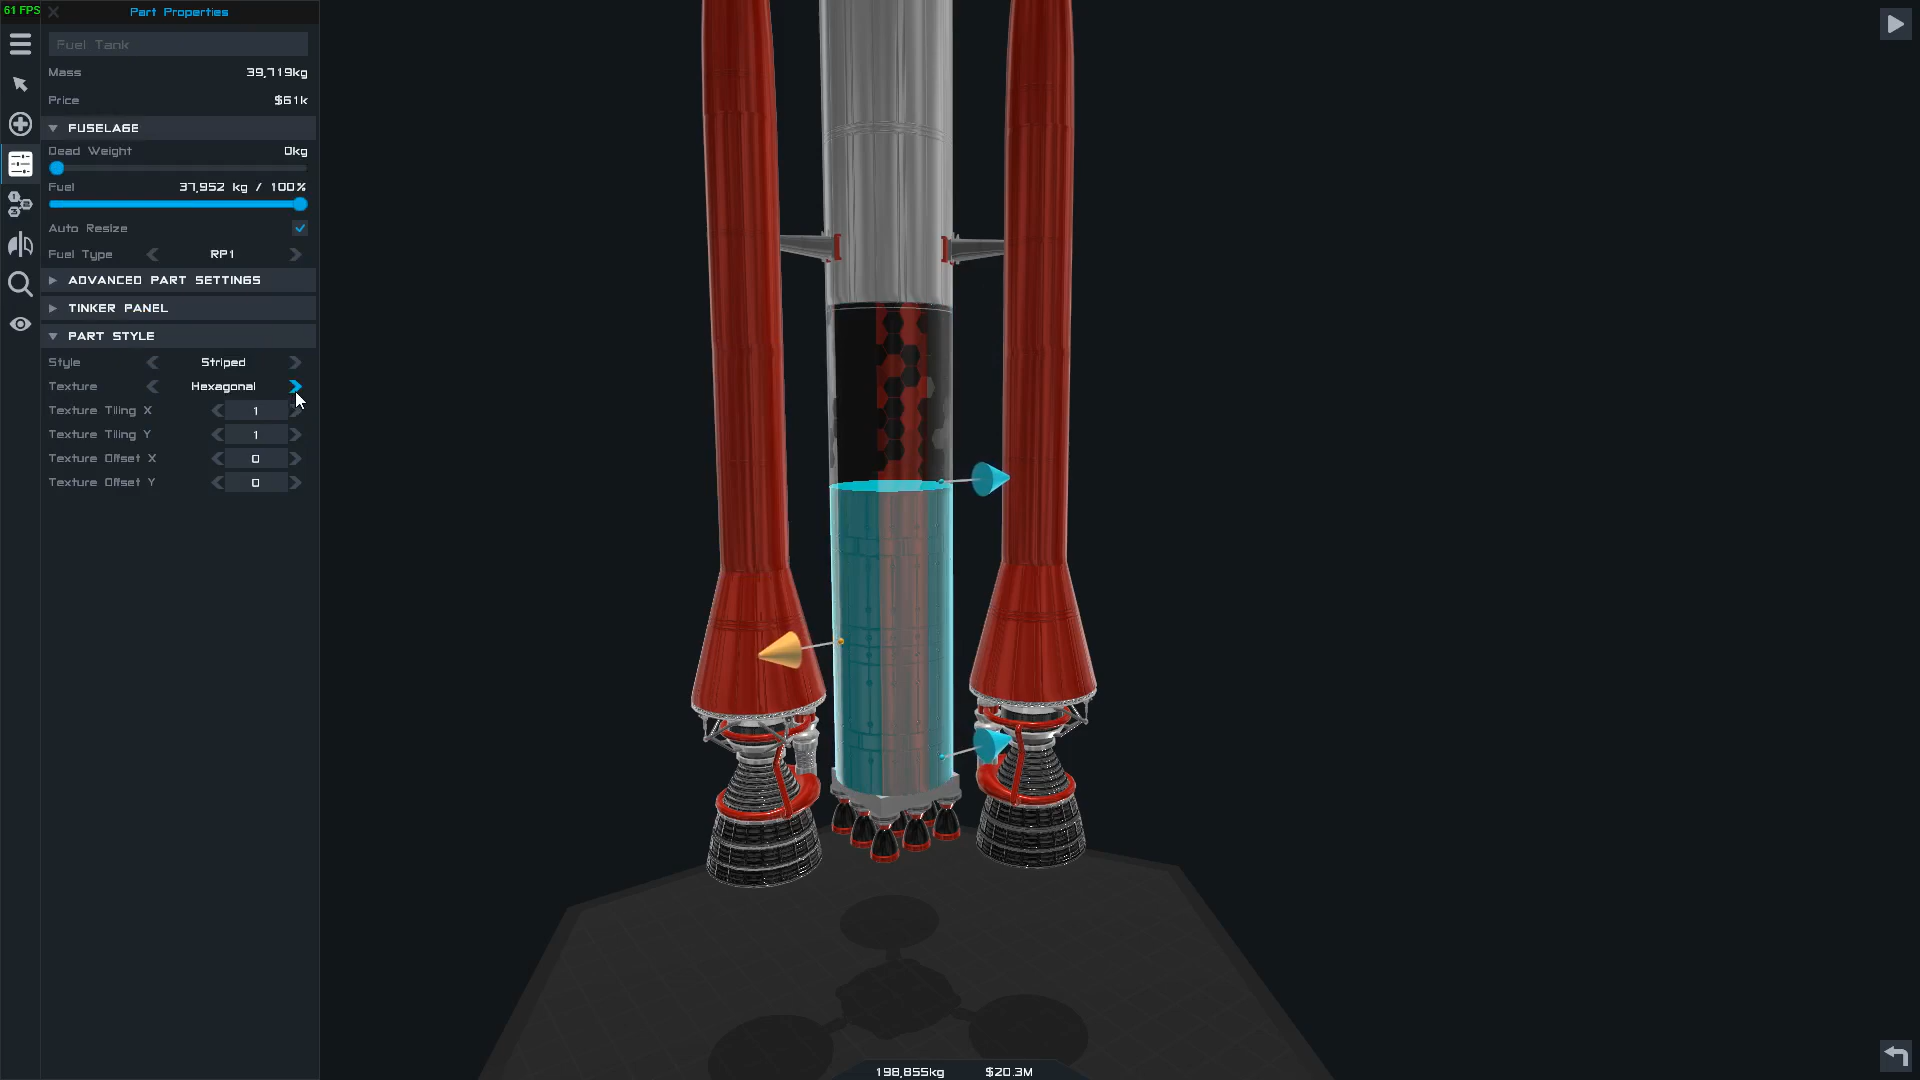 61 FPS
Part Properties
Fuel Tank
Mass 39,719kg
Price $61k
FUSELAGE
Dead Weight 0kg
Fuel 37,952 kg / 100%
Auto Resize
Fuel Type RP1
ADVANCED PART SETTINGS
TINKER PANEL
PART STYLE
Style Striped
Texture Hexagonal
Texture Tiling X 1
Texture Tiling Y 1
Texture Offset X 0
Texture Offset Y 0
198,855kg $20.3M